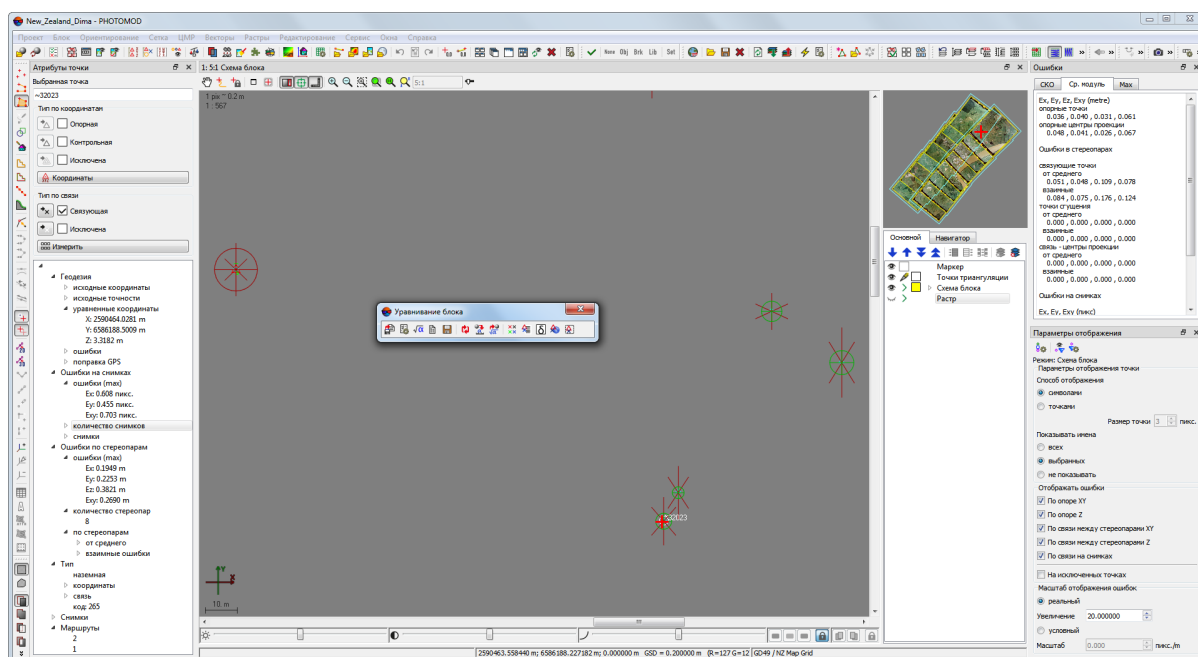 New_Zealand_Dima - PHOTOMOD
Проект Блок Ориентирование Сетка ЦМР Векторы Растры Редактирование Сервис Окна Справка
None Obj Brk Lib Set
Атрибуты точки
Выбранная точка
~32023
Тип по координатам
Опорная
Контрольная
Исключена
Координаты
Тип по связи
Связующая
Исключена
Измерить
Геодезия
исходные координаты
исходные точности
уравненные координаты
X: 2590464.0281 m
Y: 6586188.5009 m
Z: 3.3182 m
ошибки
поправка GPS
Ошибки на снимках
ошибки (max)
Ex: 0.608 пикс.
Ey: 0.455 пикс.
Exy: 0.703 пикс.
количество снимков
снимки
Ошибки по стереопарам
ошибки (max)
Ex: 0.1949 m
Ey: 0.2253 m
Ez: 0.3821 m
Exy: 0.2690 m
количество стереопар
8
по стереопарам
от среднего
взаимные ошибки
Тип
наземная
координаты
связь
код: 265
Снимки
Маршруты
2
1
1: 5:1 Схема блока
5:1
1 px ~ 0.2 m
1 : 567
Уравнивание блока
~32023
Y
X
10 m
2590463.558440 m; 6586188.227182 m; 0.000000 m GSD = 0.200000 m (R=127 G=12 GD49 / NZ Map Grid
Основной Навигатор
Маркер
Точки триангуляции
Схема блока
Растр
Ошибки
СКО Ср. модуль Max
Ex, Ey, Ez, Exy (metre)
опорные точки
0.036 , 0.040 , 0.031 , 0.061
опорные центры проекции
0.048 , 0.041 , 0.026 , 0.067
Ошибки в стереопарах
связующие точки
от среднего
0.051 , 0.048 , 0.109 , 0.078
взаимные
0.084 , 0.075 , 0.176 , 0.124
точки сгущения
от среднего
0.000 , 0.000 , 0.000 , 0.000
взаимные
0.000 , 0.000 , 0.000 , 0.000
связь - центры проекции
от среднего
0.000 , 0.000 , 0.000 , 0.000
взаимные
0.000 , 0.000 , 0.000 , 0.000
Ошибки на снимках
Ex, Ey, Exy (пикс)
Параметры отображения
Режим: Схема блока
Параметры отображения точки
Способ отображения
символами
точками
Размер точки 3 пикс.
Показывать имена
всех
выбранных
не показывать
Отображать ошибки
По опоре XY
По опоре Z
По связи между стереопарами XY
По связи между стереопарами Z
По связи на снимках
На исключенных точках
Масштаб отображения ошибок
реальный
Увеличение 20.000000
условный
Масштаб 0.000 пикс./m